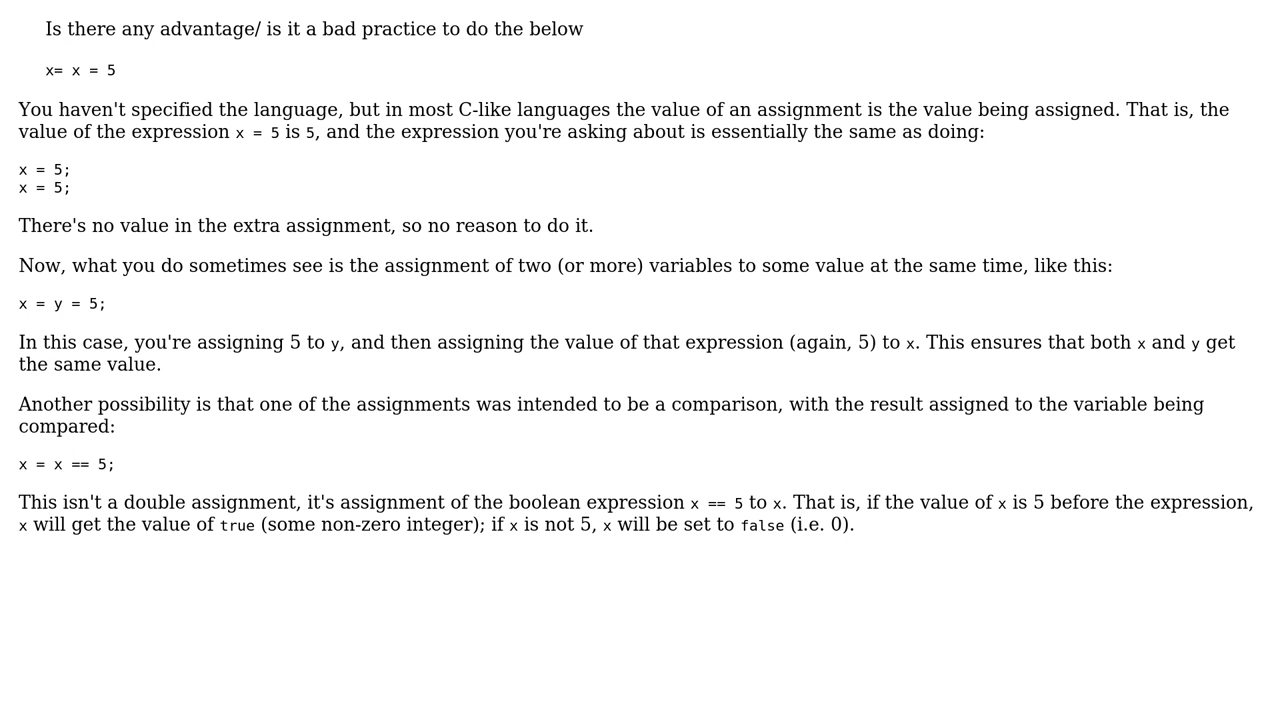 Is there any advantage/ is it a bad practice to do the below
x= x = 5
You haven't specified the language, but in most C-like languages the value of an assignment is the value being assigned. That is, the
value of the expression x = 5 is 5, and the expression you're asking about is essentially the same as doing:
x = 5;
x = 5;
There's no value in the extra assignment, so no reason to do it.
Now, what you do sometimes see is the assignment of two (or more) variables to some value at the same time, like this:
x = y = 5;
In this case, you're assigning 5 to y, and then assigning the value of that expression (again, 5) to x. This ensures that both x and y get
the same value.
Another possibility is that one of the assignments was intended to be a comparison, with the result assigned to the variable being
compared:
x = x == 5;
This isn't a double assignment, it's assignment of the boolean expression x == 5 to x. That is, if the value of x is 5 before the expression,
x will get the value of true (some non-zero integer); if x is not 5, x will be set to false (i.e. 0).